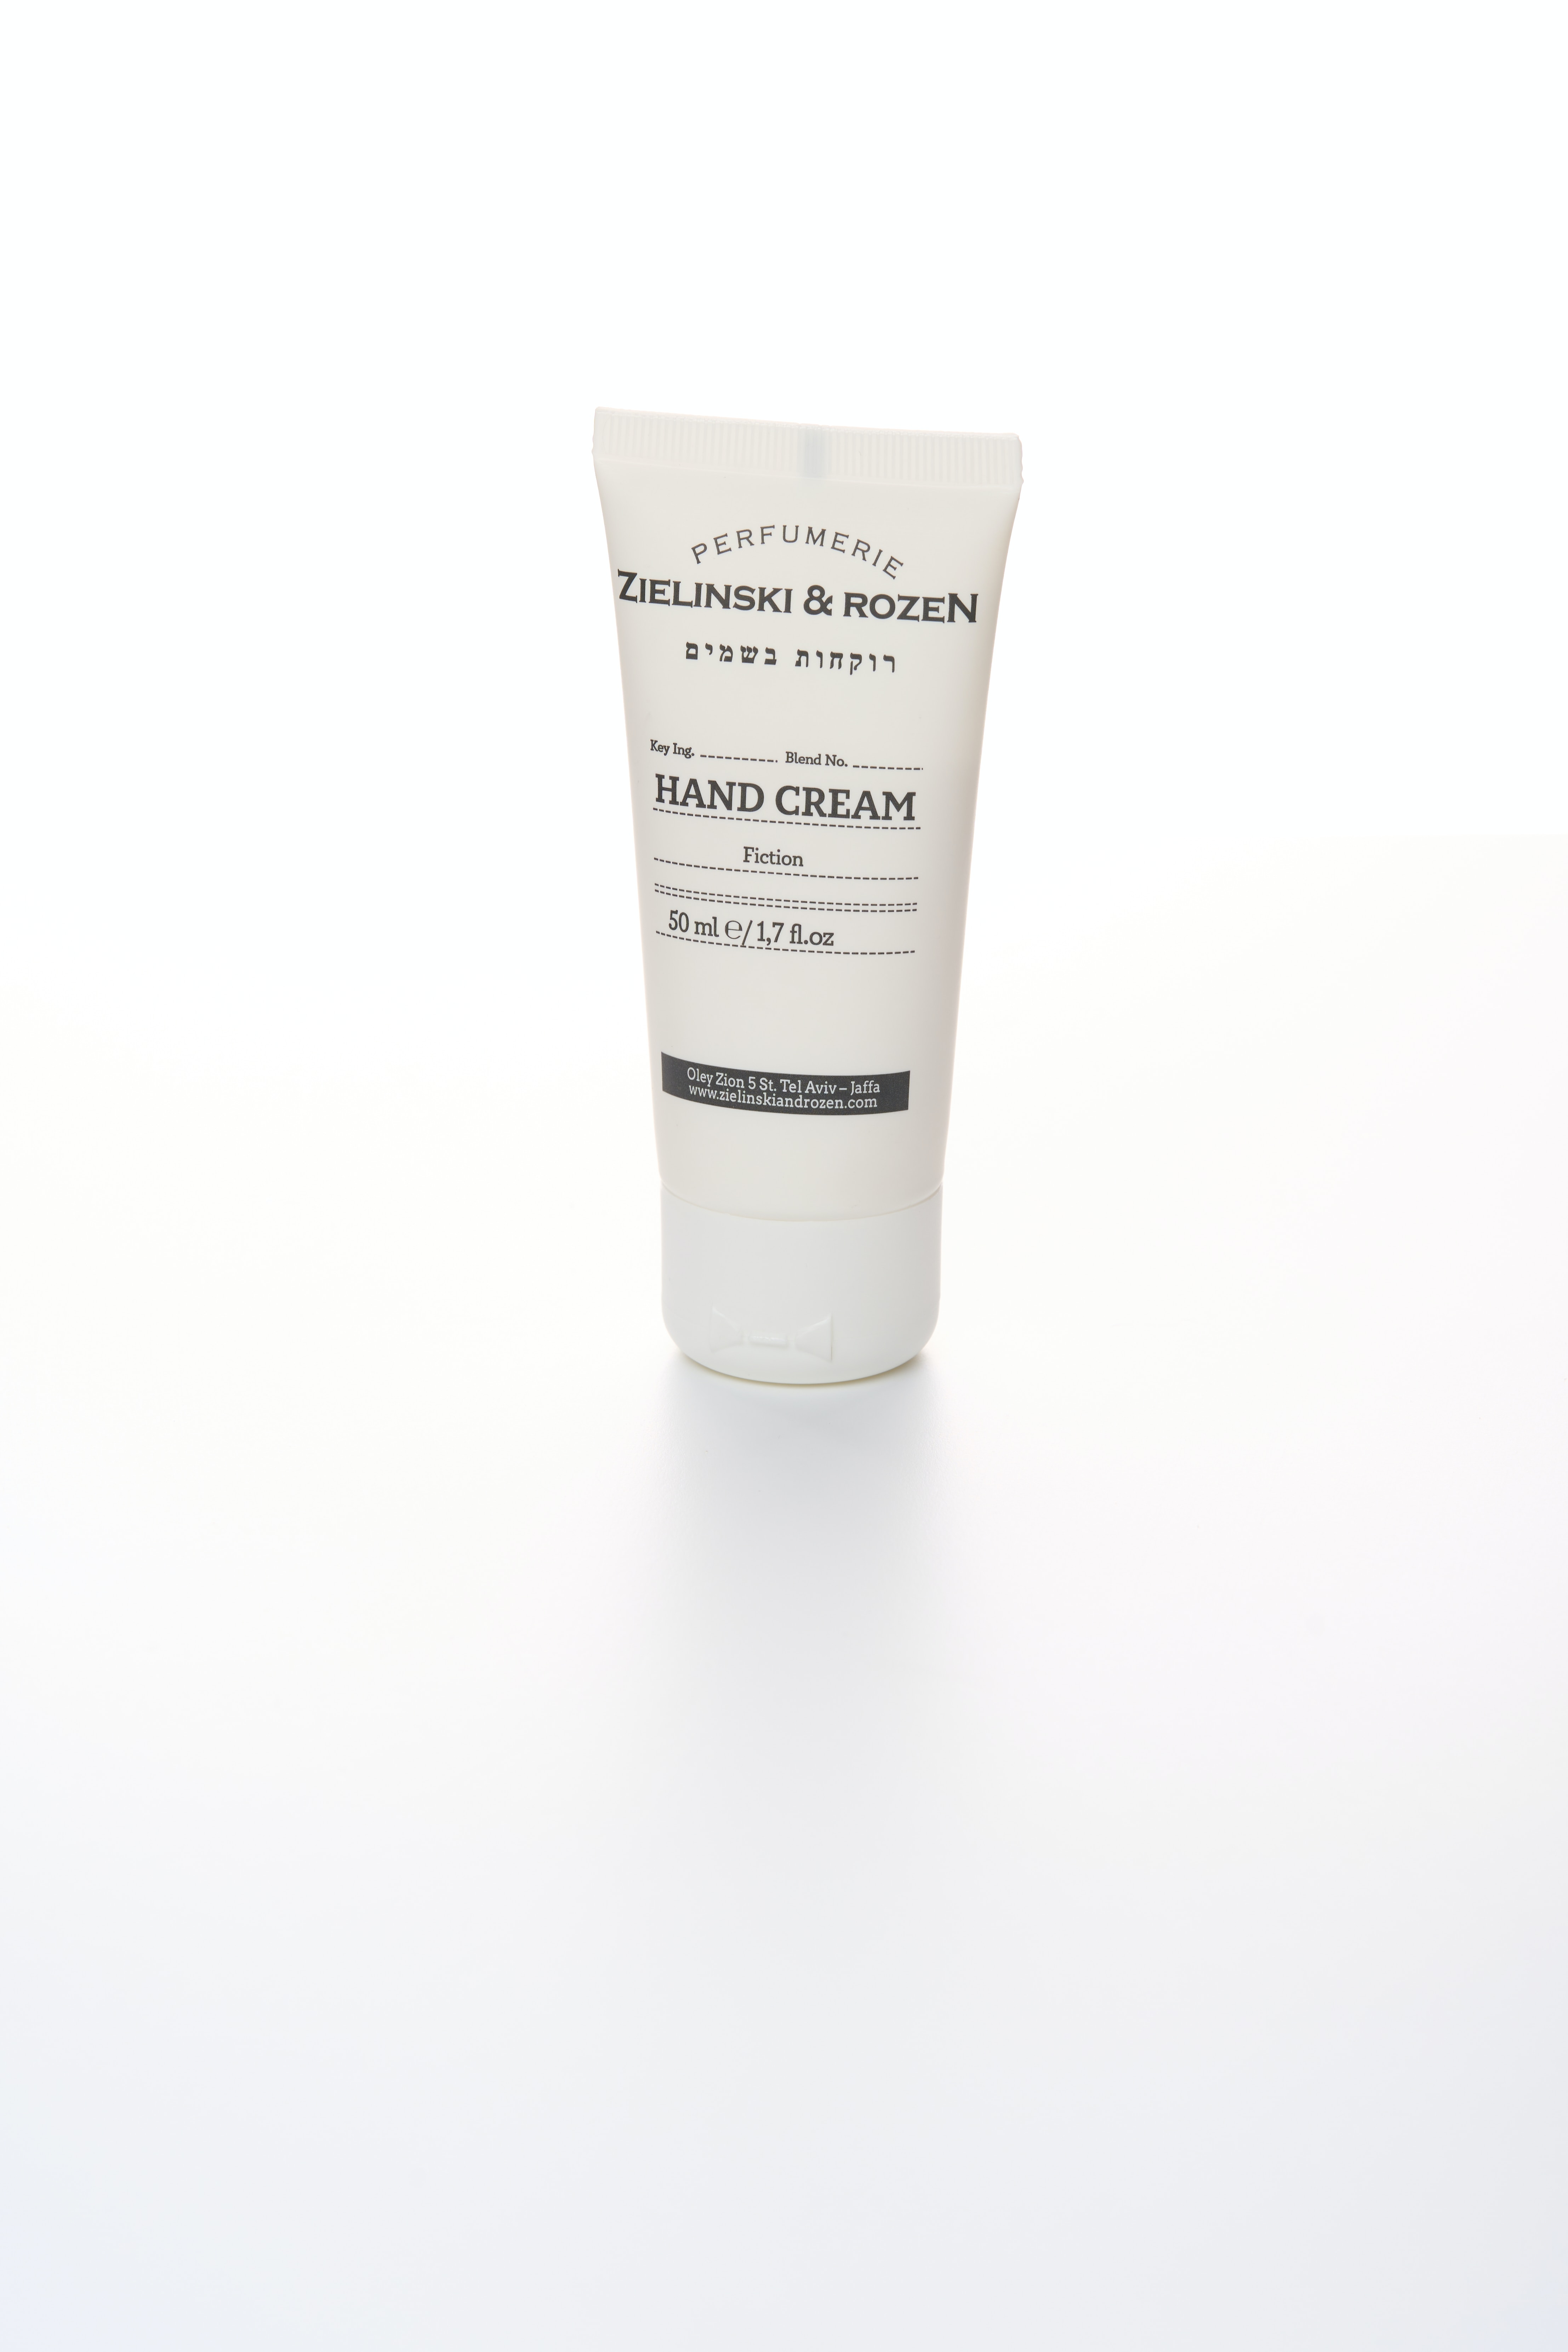 PERFUMERIE
ZIELINSKI & ROZEN
רוקחות בשמים
Key Ing. Blend No.
HAND CREAM
Fiction
50 ml ℮/ 1,7 fl.oz
Oley Zion 5 St. Tel Aviv – Jaffa
www.zielinskiandrozen.com